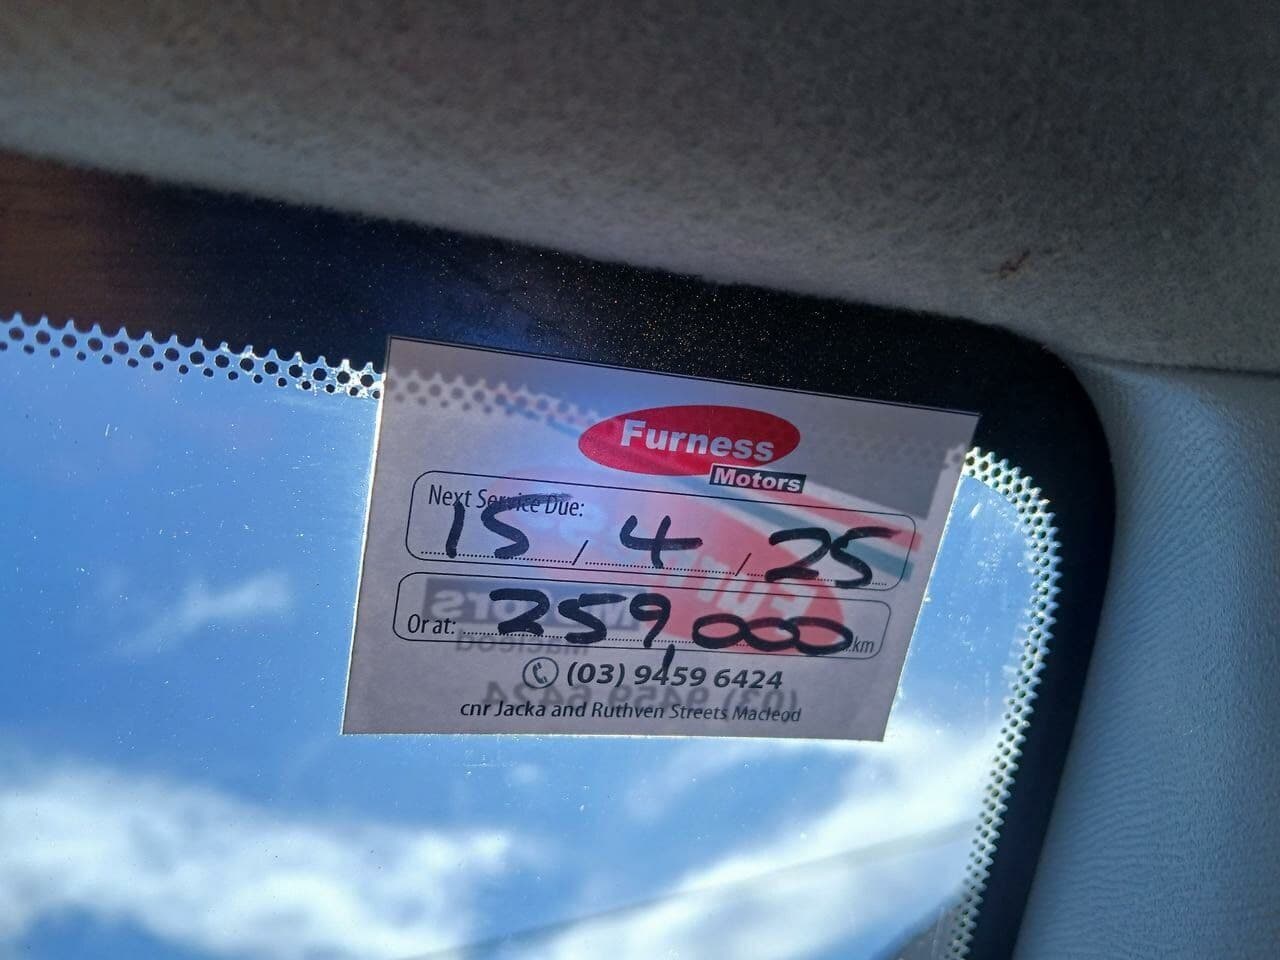 Furness
Motors
Next Service Due:
15 / 4 / 25
Or at: 259,000 km
(03) 9459 6424
cnr Jacka and Ruthven Streets Macleod